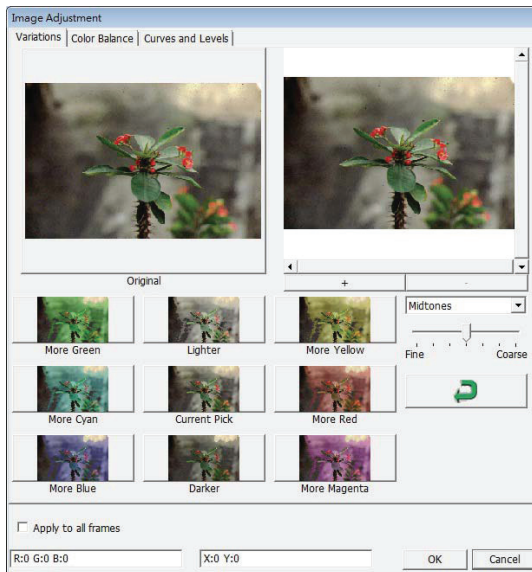 Image Adjustment
Variations Color Balance Curves and Levels
Original
+ -
Midtones
Fine Coarse
More Green Lighter More Yellow
More Cyan Current Pick More Red
More Blue Darker More Magenta
Apply to all frames
R:0 G:0 B:0 X:0 Y:0 OK Cancel